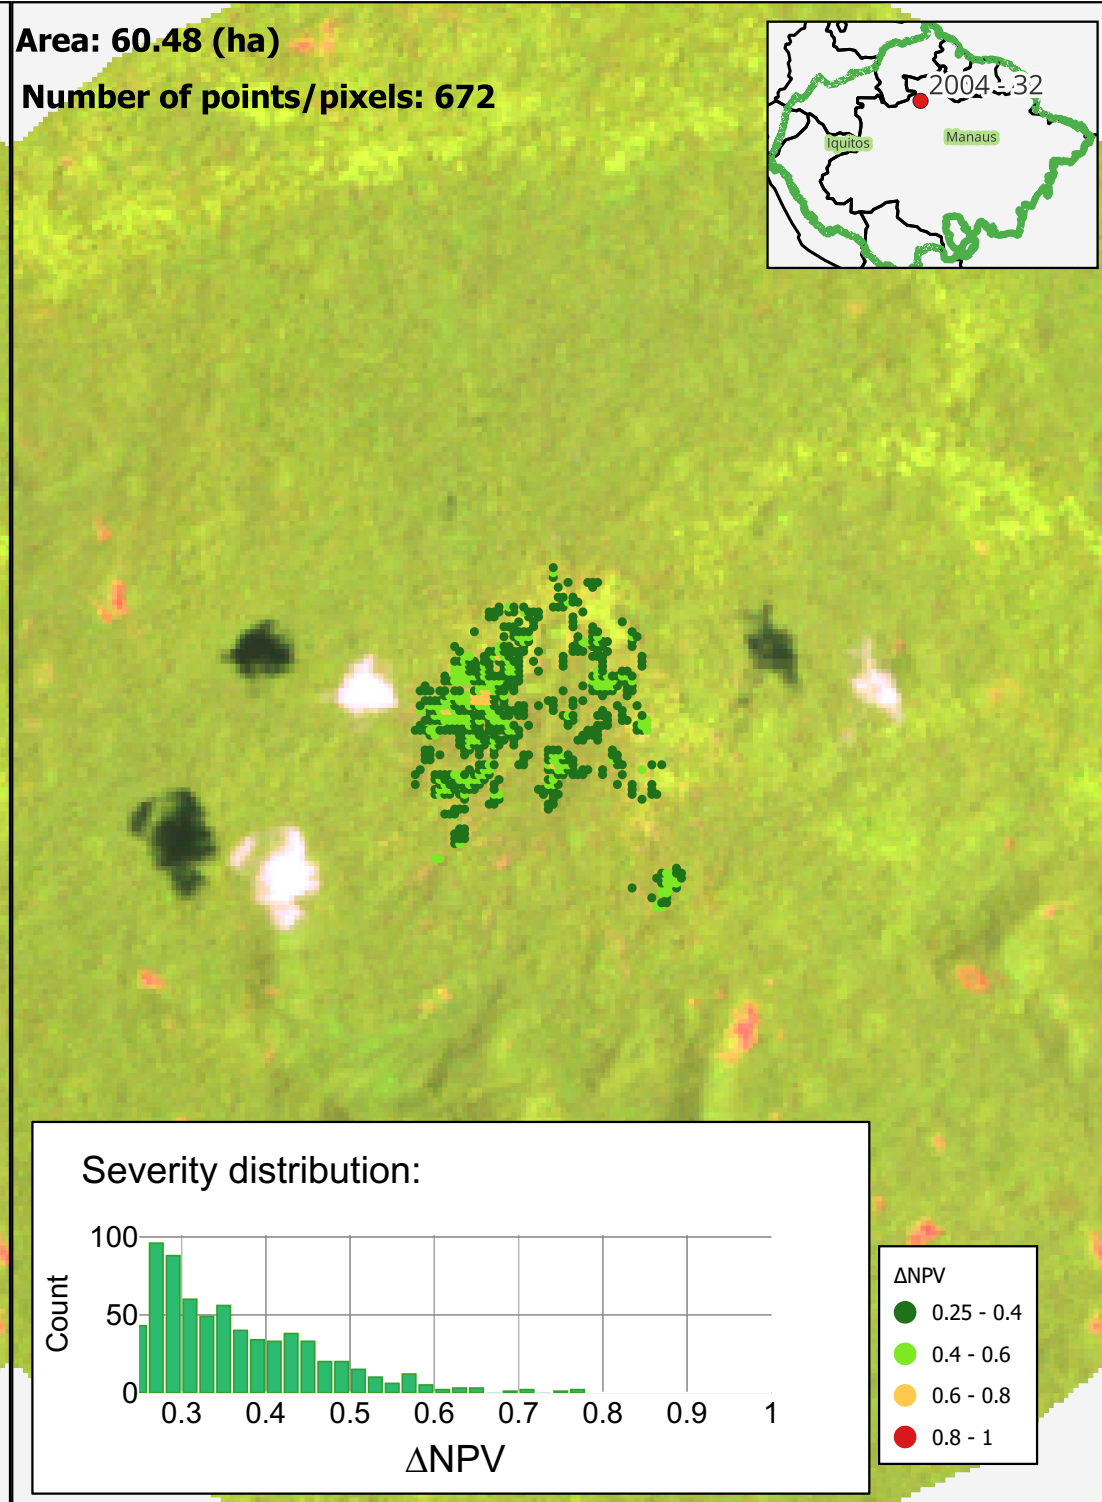 Area: 60.48 (ha)
Number of points/pixels: 672
2004 - 32
Iquitos
Manaus
Severity distribution:
100
50
0
Count
0.3 0.4 0.5 0.6 0.7 0.8 0.9 1
ΔNPV
ΔNPV
0.25 - 0.4
0.4 - 0.6
0.6 - 0.8
0.8 - 1